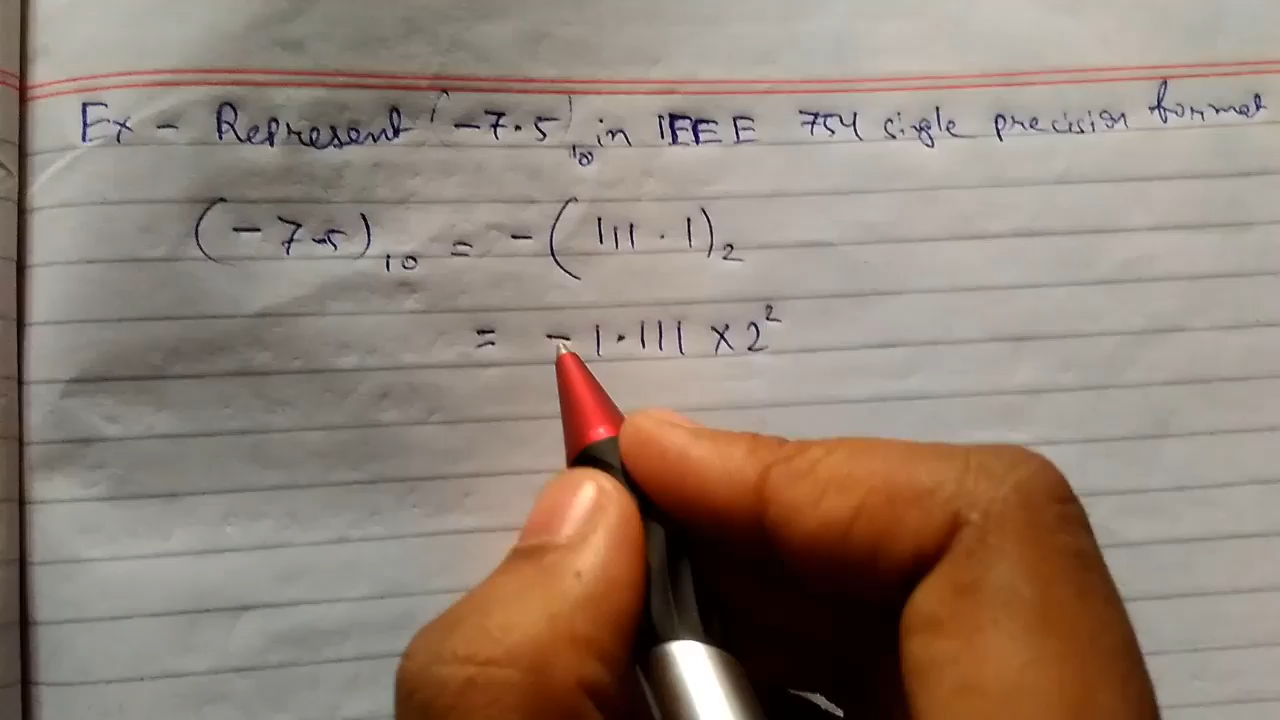 Ex - Represent (-7.5)₁₀ in IEEE 754 single precision format
(-7.5)₁₀ = -(111.1)₂
= -1.111 × 2²